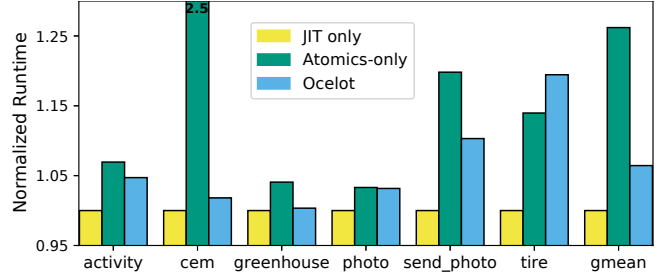 2.5
1.25
1.15
1.05
0.95
Normalized Runtime
JIT only
Atomics-only
Ocelot
activity cem greenhouse photo send_photo tire gmean